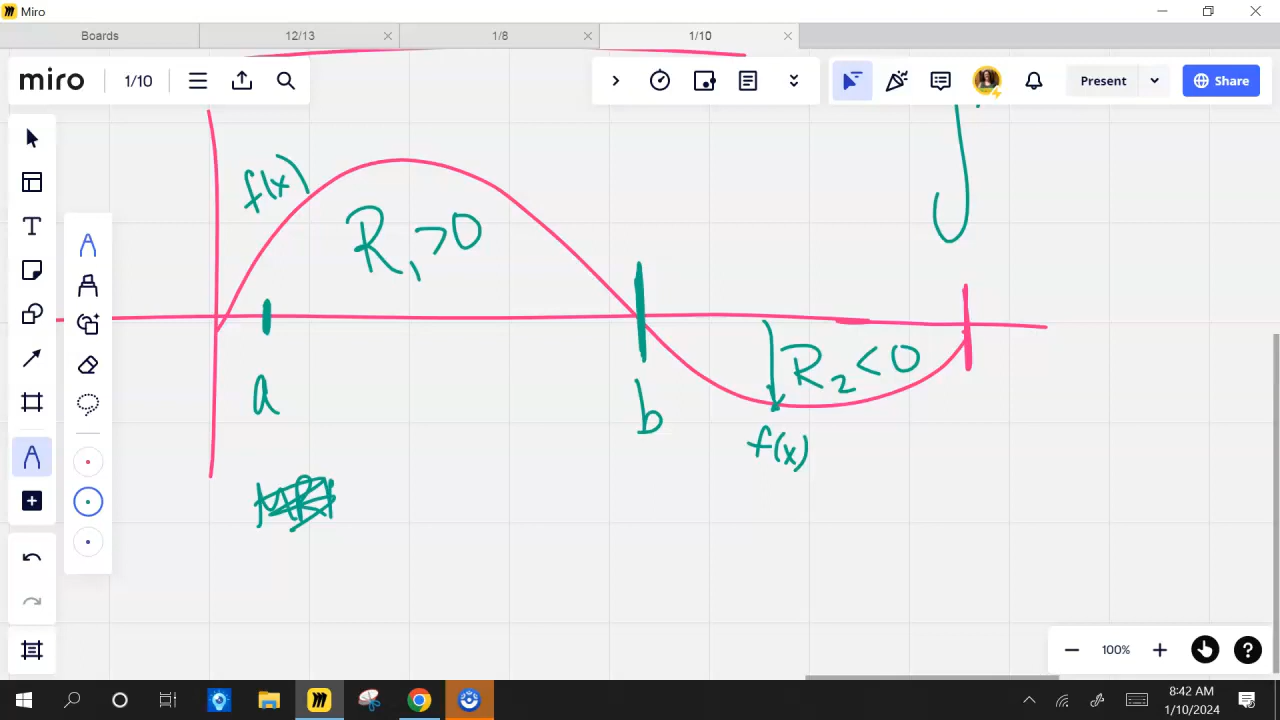 Miro
Boards
12/13
1/8
1/10
miro
1/10
Present
Share
f(x)
R₁>0
R₂<0
a
b
f(x)
100%
8:42 AM
1/10/2024